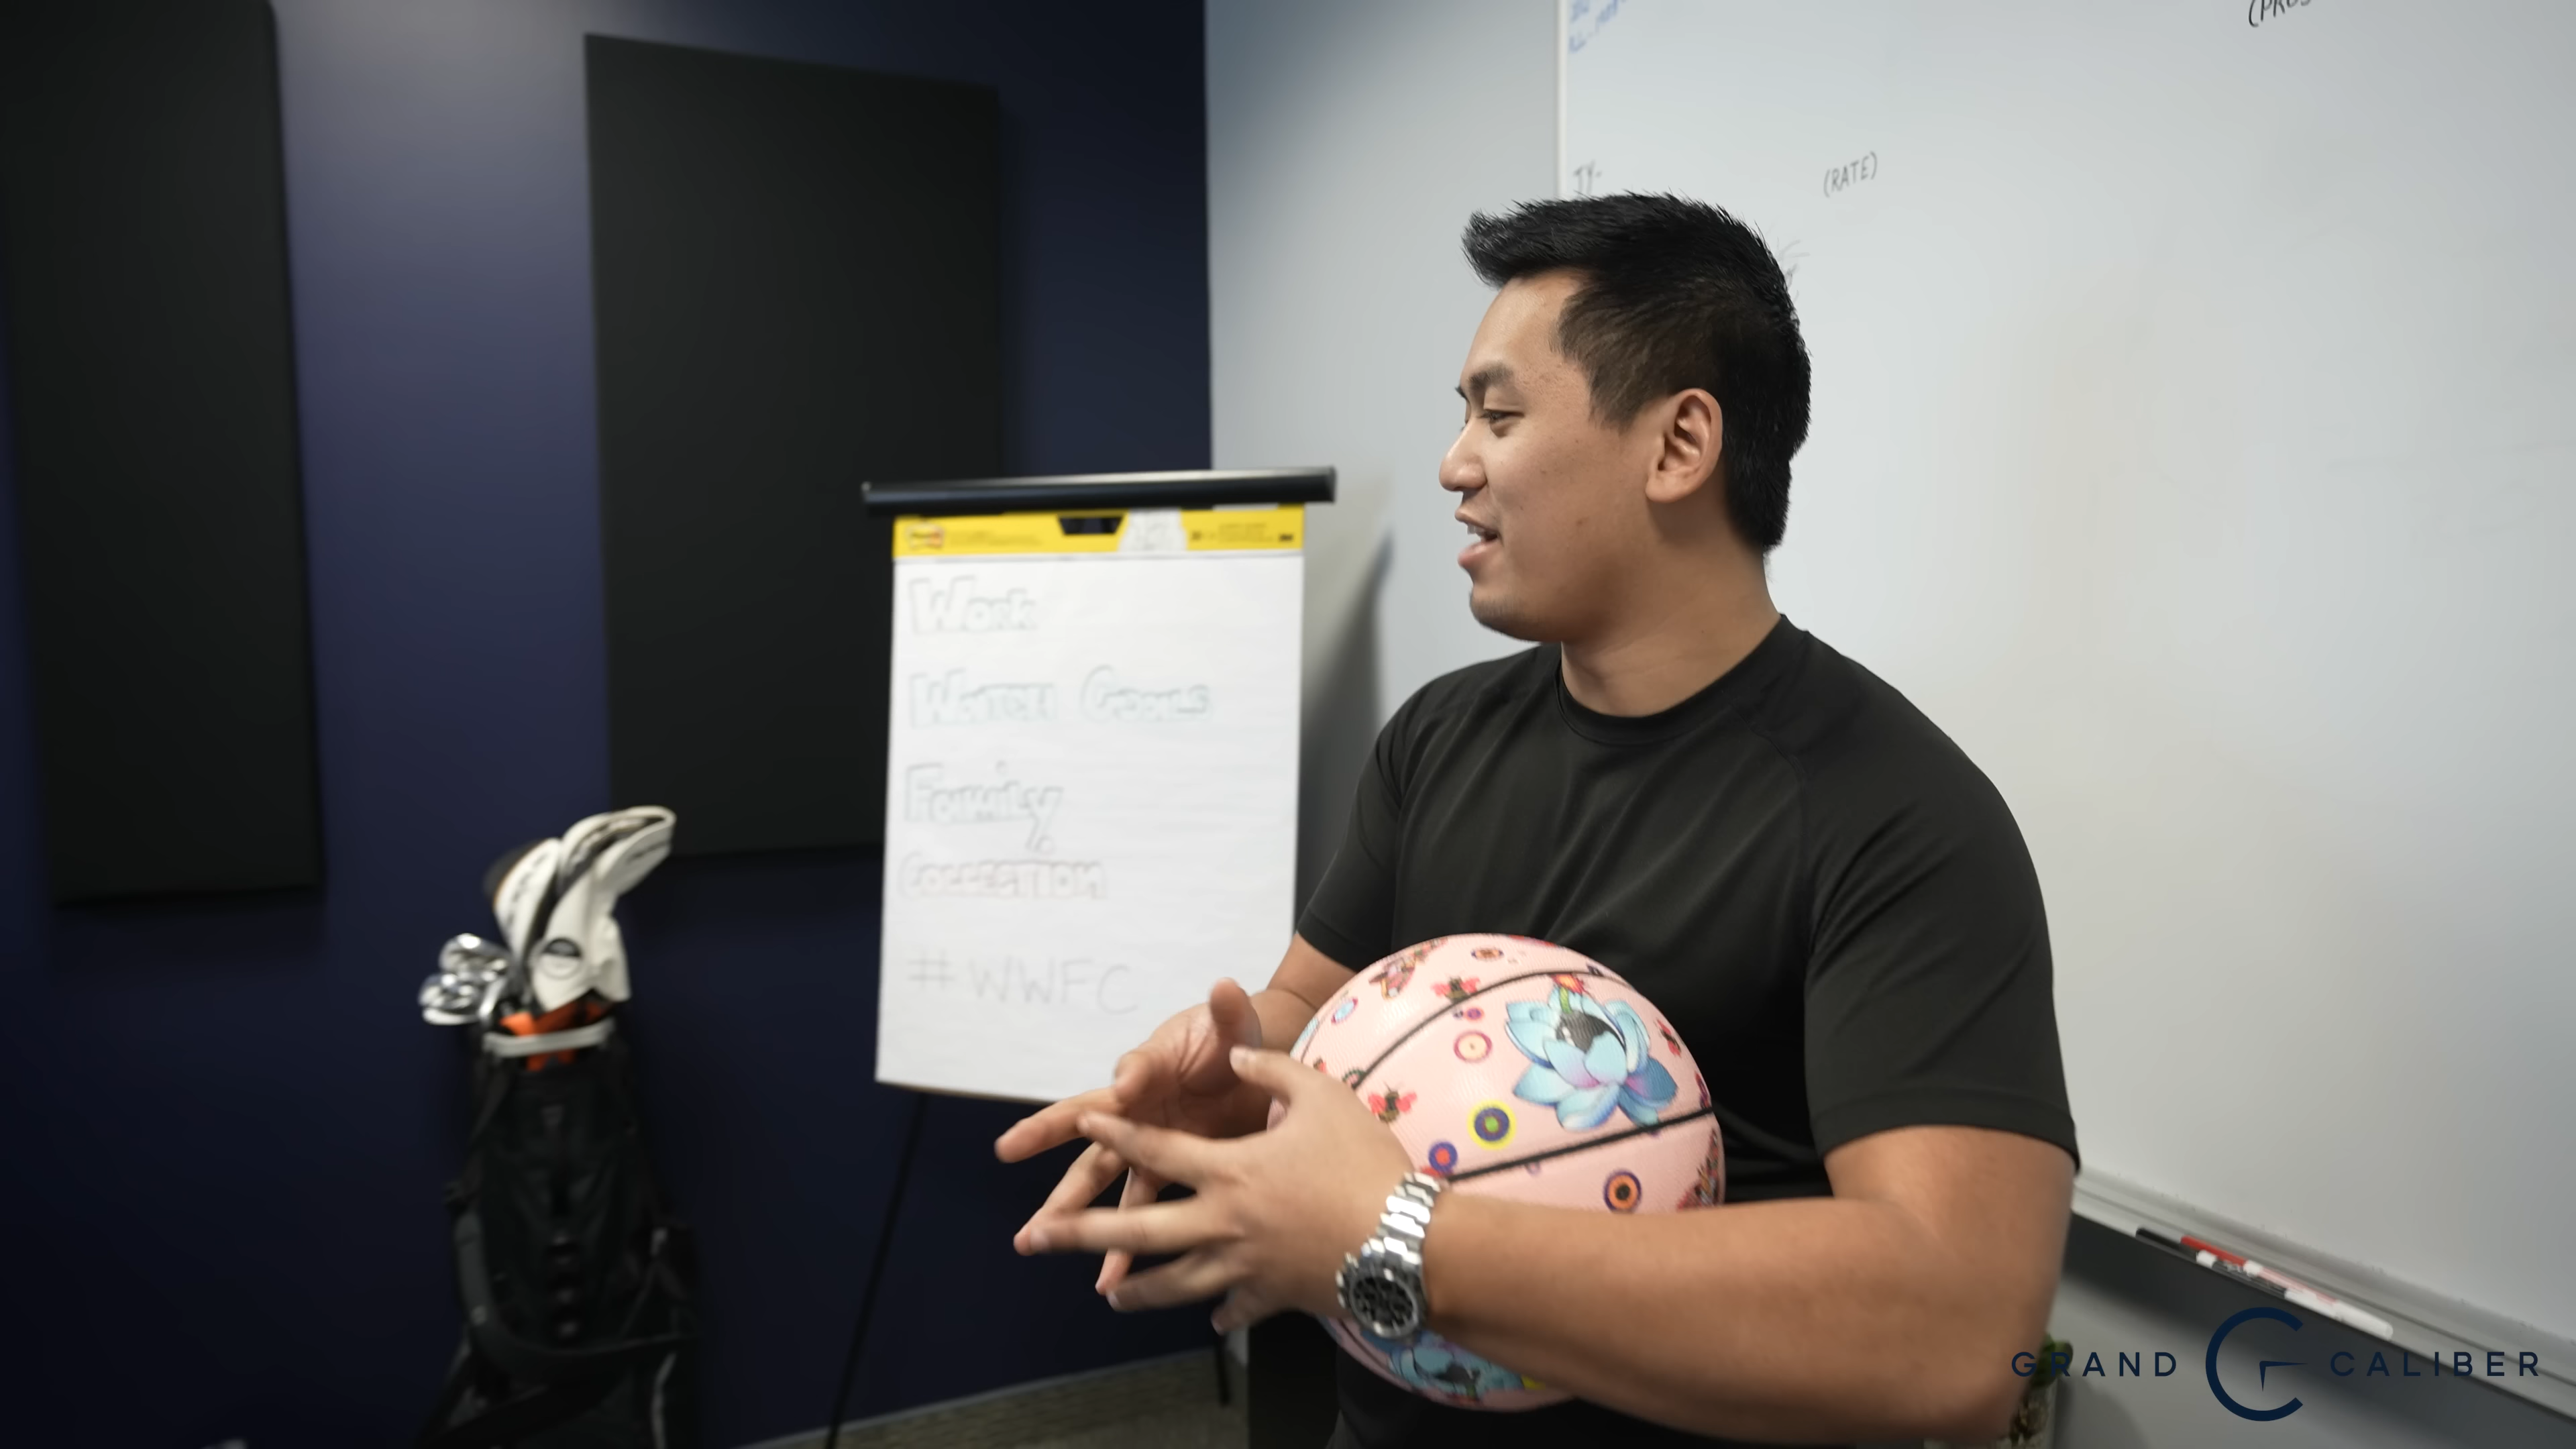 (RATE)
Work
Watch Goals
Family
Collection
# WWFC
GRAND CALIBER